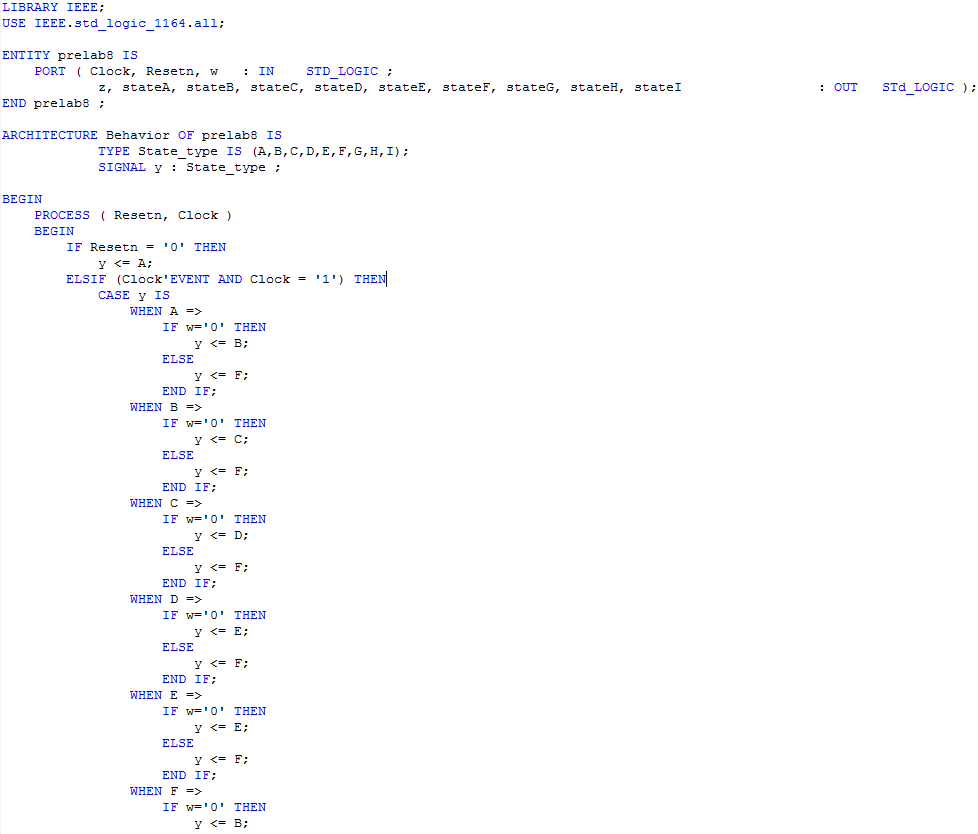 LIBRARY IEEE;
USE IEEE.std_logic_1164.all;
ENTITY prelab8 IS
PORT ( Clock, Resetn, w : IN STD_LOGIC ;
z, stateA, stateB, stateC, stateD, stateE, stateF, stateG, stateH, stateI : OUT STd_LOGIC );
END prelab8 ;
ARCHITECTURE Behavior OF prelab8 IS
TYPE State_type IS (A,B,C,D,E,F,G,H,I);
SIGNAL y : State_type ;
BEGIN
PROCESS ( Resetn, Clock )
BEGIN
IF Resetn = '0' THEN
y <= A;
ELSIF (Clock'EVENT AND Clock = '1') THEN
CASE y IS
WHEN A =>
IF w='0' THEN
y <= B;
ELSE
y <= F;
END IF;
WHEN B =>
IF w='0' THEN
y <= C;
ELSE
y <= F;
END IF;
WHEN C =>
IF w='0' THEN
y <= D;
ELSE
y <= F;
END IF;
WHEN D =>
IF w='0' THEN
y <= E;
ELSE
y <= F;
END IF;
WHEN E =>
IF w='0' THEN
y <= E;
ELSE
y <= F;
END IF;
WHEN F =>
IF w='0' THEN
y <= B;